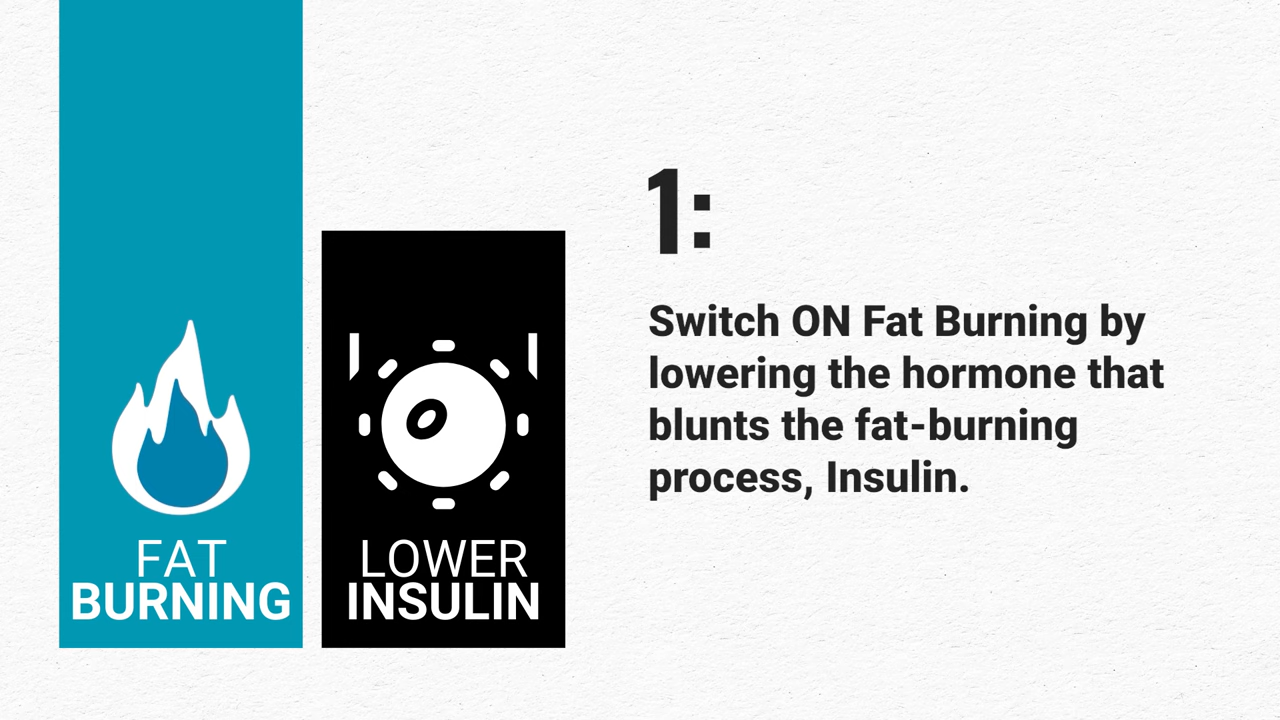 FAT
BURNING
LOWER
INSULIN
1:
Switch ON Fat Burning by
lowering the hormone that
blunts the fat-burning
process, Insulin.